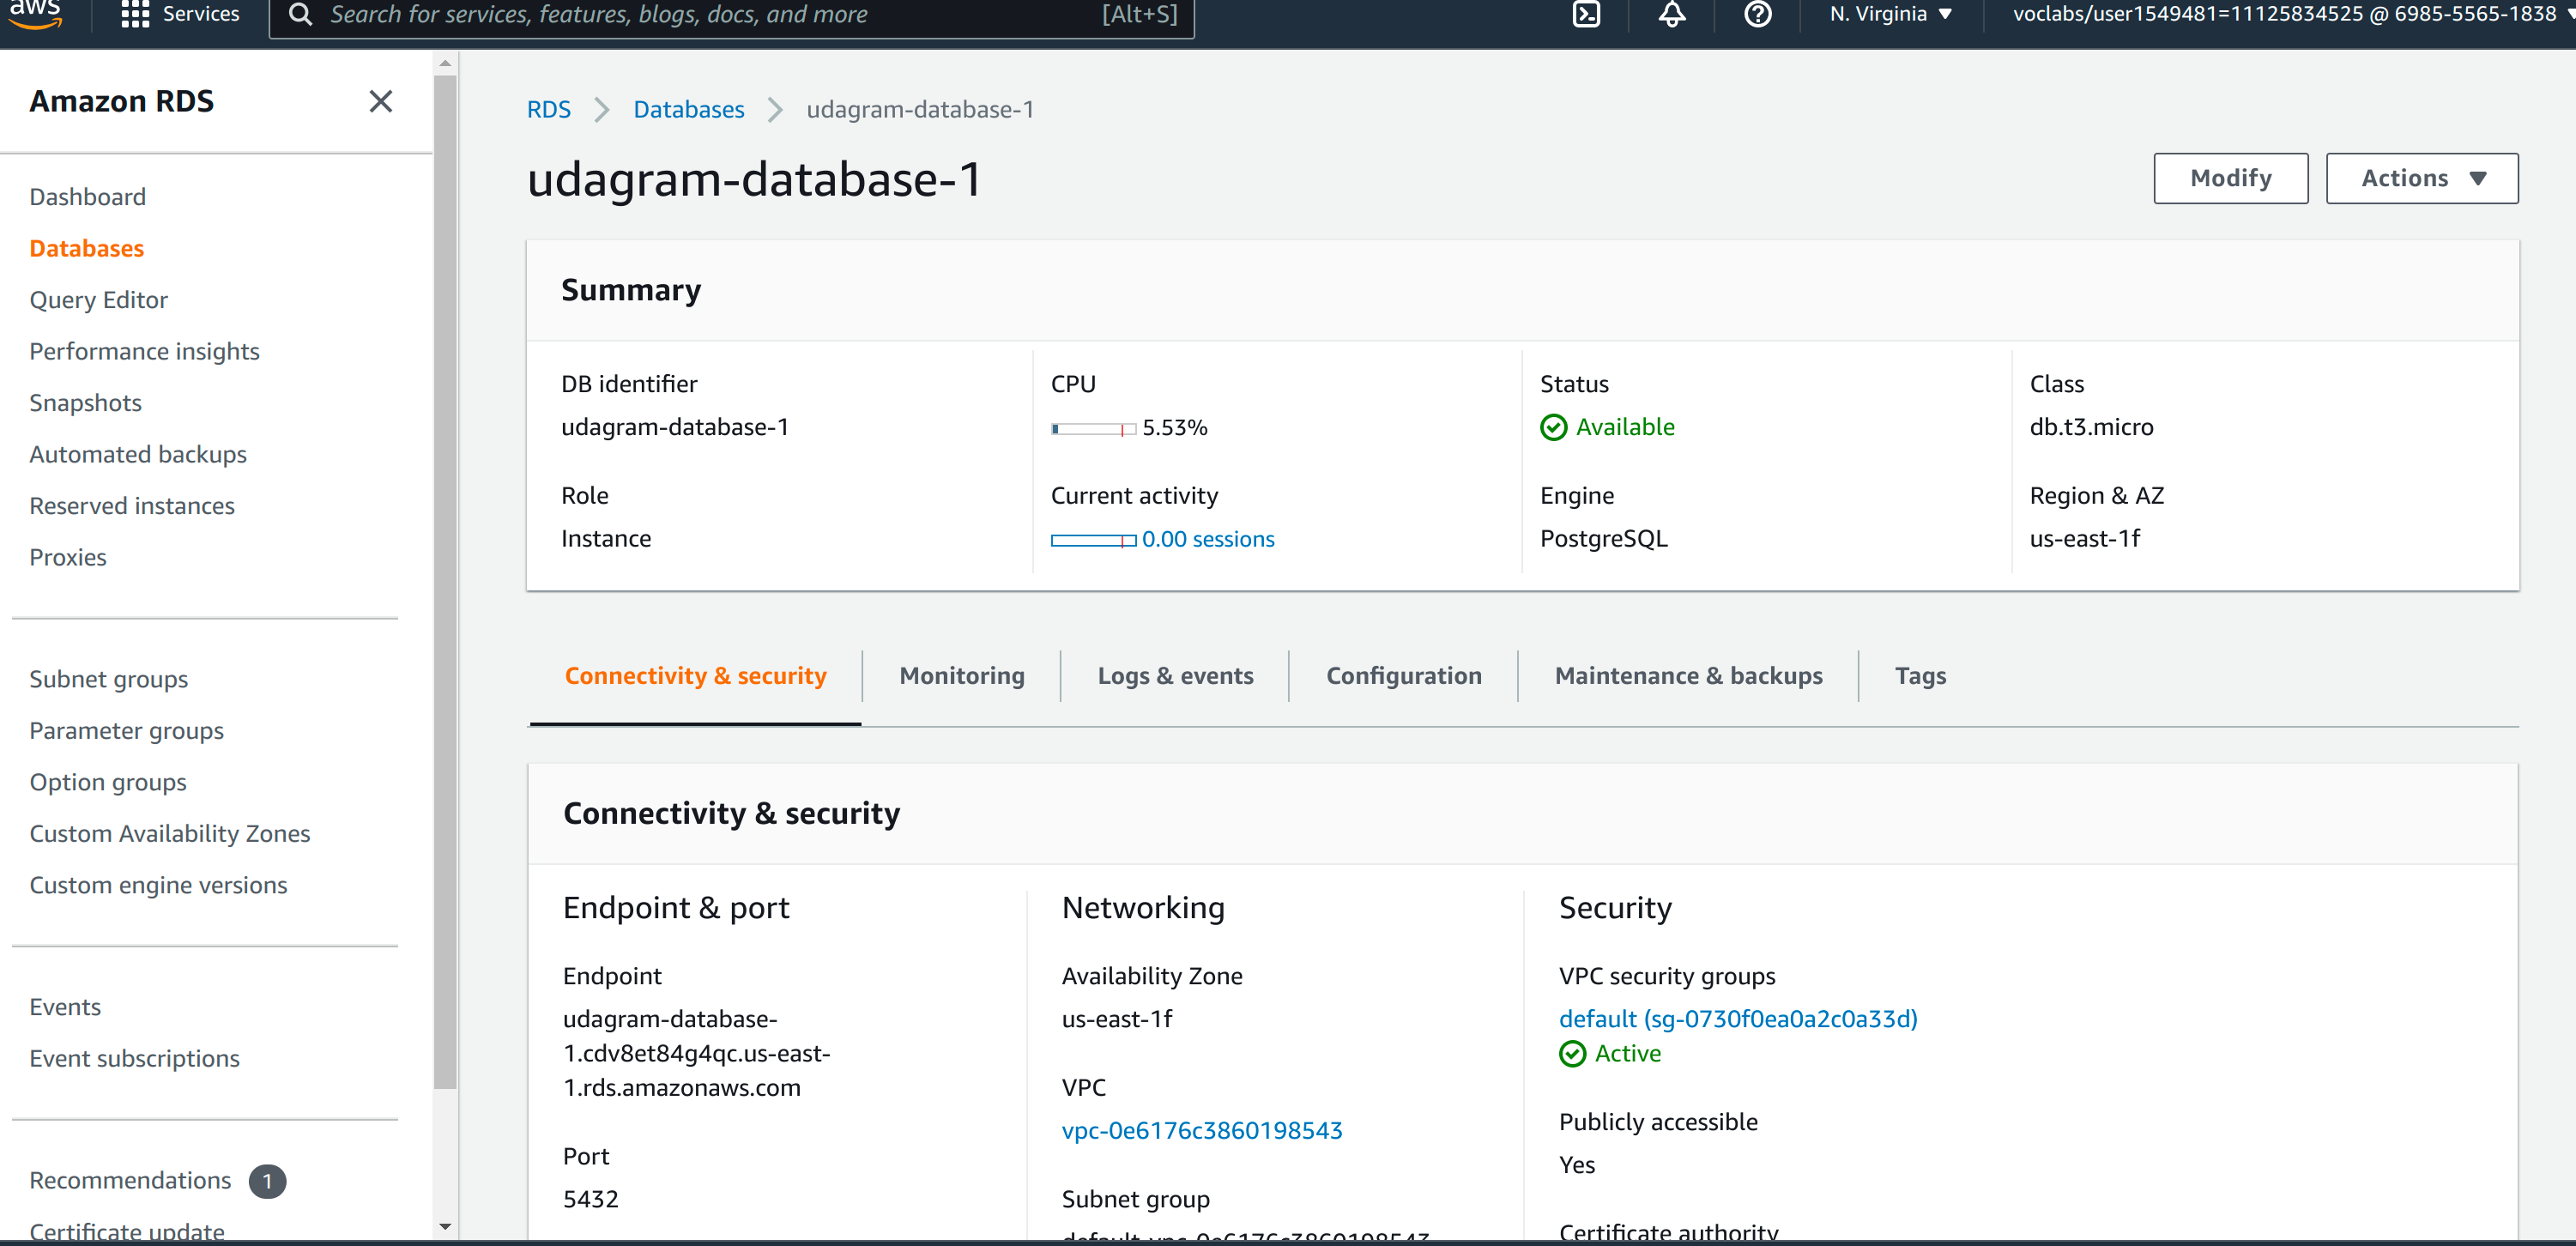 aws
Services
Search for services, features, blogs, docs, and more
[Alt+S]
N. Virginia
voclabs/user1549481=11125834525 @ 6985-5565-1838
Amazon RDS
Dashboard
Databases
Query Editor
Performance insights
Snapshots
Automated backups
Reserved instances
Proxies
Subnet groups
Parameter groups
Option groups
Custom Availability Zones
Custom engine versions
Events
Event subscriptions
Recommendations 1
Certificate update
RDS
Databases
udagram-database-1
udagram-database-1
Modify
Actions
Summary
DB identifier
udagram-database-1
CPU
5.53%
Status
Available
Class
db.t3.micro
Role
Instance
Current activity
0.00 sessions
Engine
PostgreSQL
Region & AZ
us-east-1f
Connectivity & security
Monitoring
Logs & events
Configuration
Maintenance & backups
Tags
Connectivity & security
Endpoint & port
Endpoint
udagram-database-
1.cdv8et84g4qc.us-east-
1.rds.amazonaws.com
Port
5432
Networking
Availability Zone
us-east-1f
VPC
vpc-0e6176c3860198543
Subnet group
default-vpc-0e6176c3860198543
Security
VPC security groups
default (sg-0730f0ea0a2c0a33d)
Active
Publicly accessible
Yes
Certificate authority